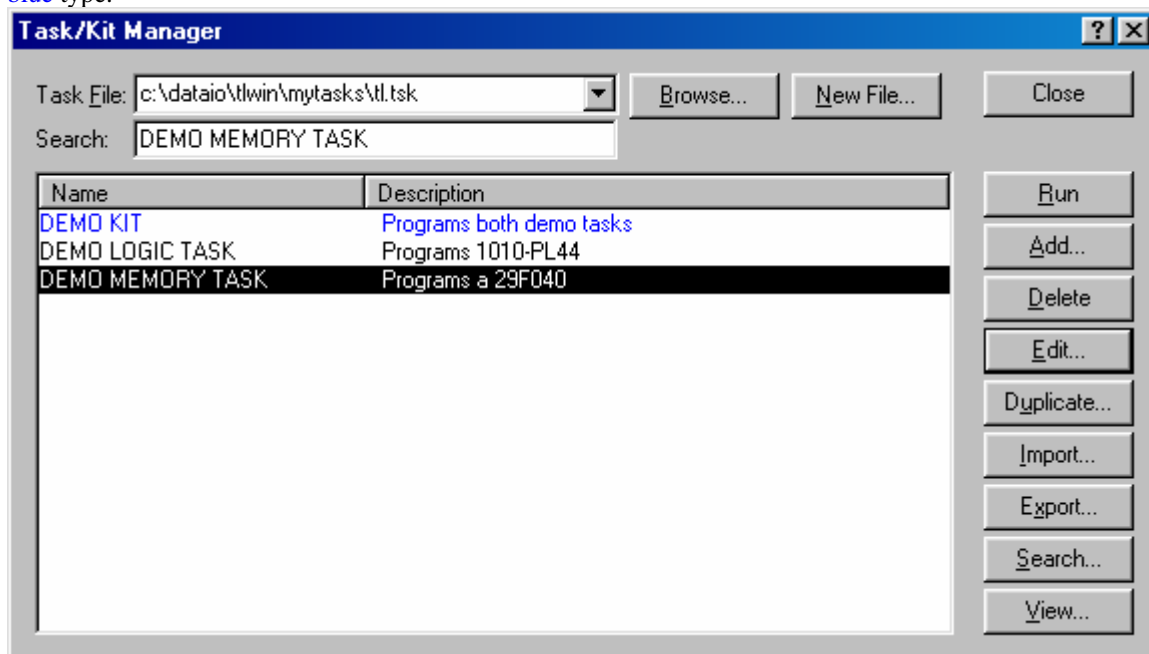 blue type.
Task/Kit Manager
Task File: c:\dataio\tlwin\mytasks\tl.tsk Browse... New File... Close
Search: DEMO MEMORY TASK
Name Description
DEMO KIT Programs both demo tasks
DEMO LOGIC TASK Programs 1010-PL44
DEMO MEMORY TASK Programs a 29F040
Run
Add...
Delete
Edit...
Duplicate...
Import...
Export...
Search...
View...